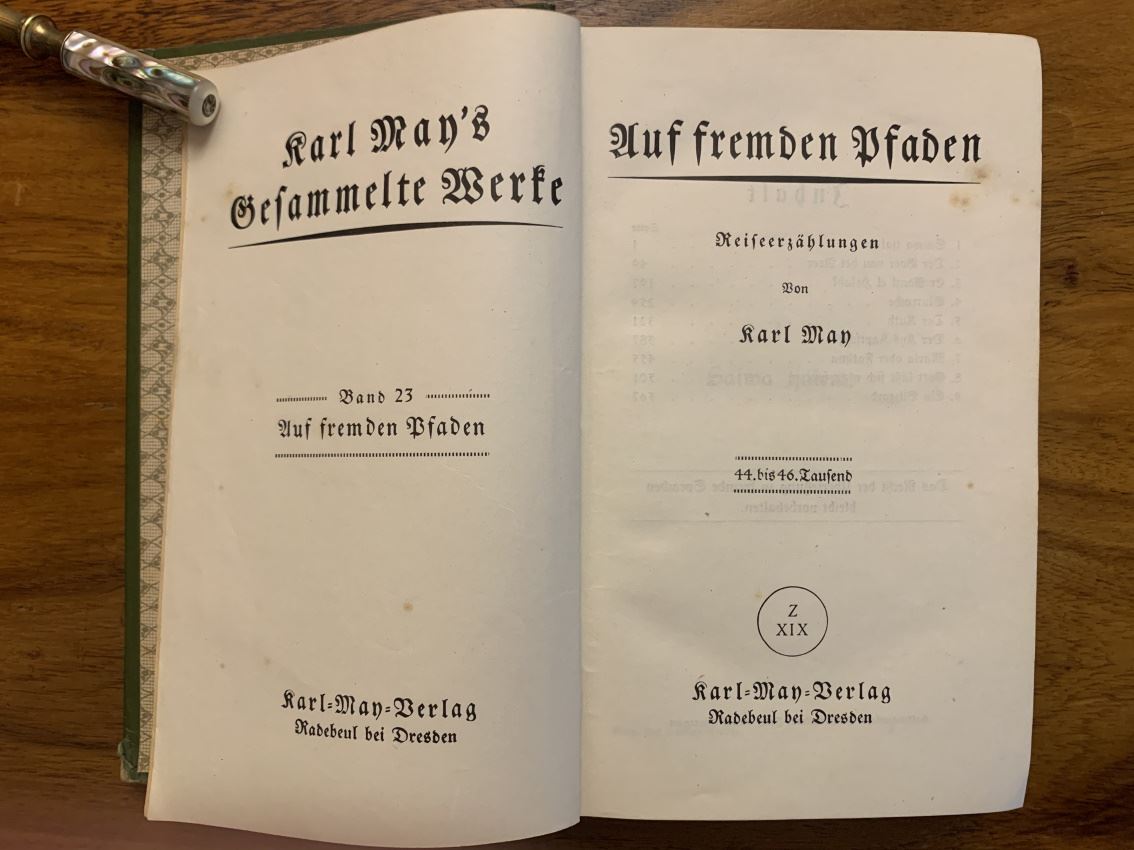 Karl May's
Gesammelte Werke
Band 23
Auf fremden Pfaden
Karl-May-Verlag
Radebeul bei Dresden
Auf fremden Pfaden
Reiseerzählungen
Von
Karl May
44. bis 46. Tausend
Z
XIX
Karl-May-Verlag
Radebeul bei Dresden